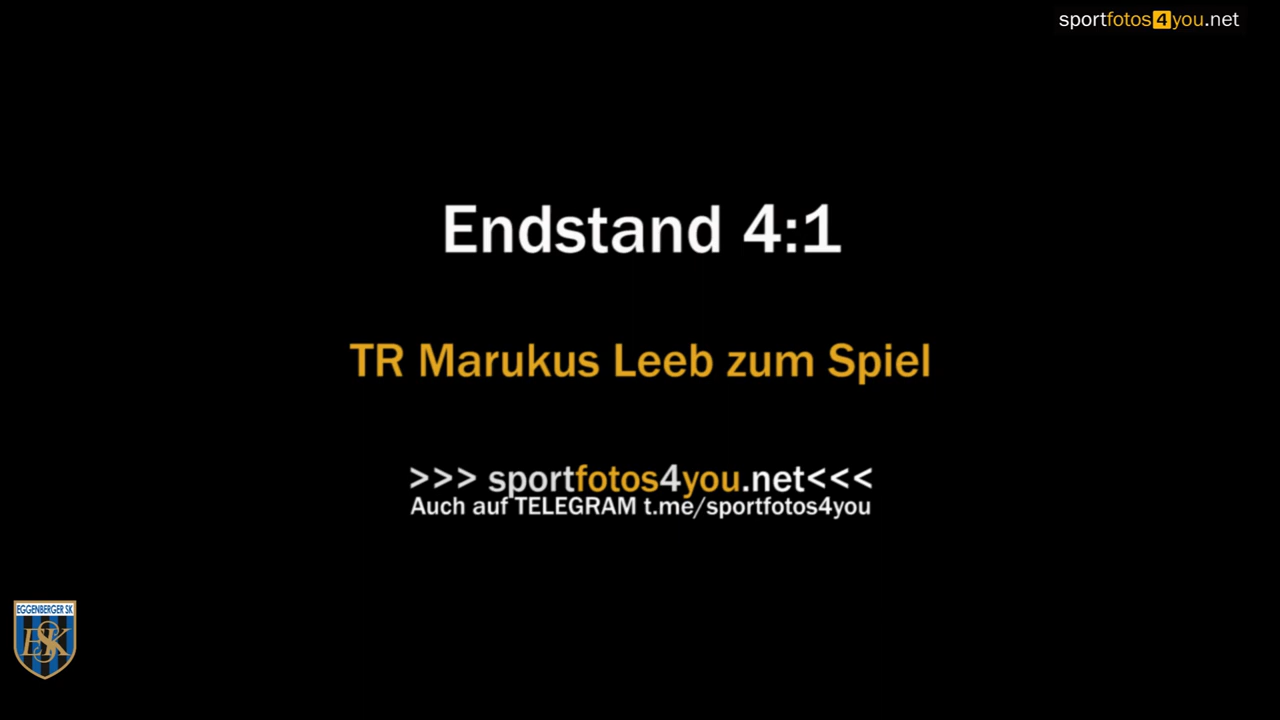 sportfotos4you.net
Endstand 4:1
TR Marukus Leeb zum Spiel
>>> sportfotos4you.net<<<
Auch auf TELEGRAM t.me/sportfotos4you
EGGENBERGER SK
ESK